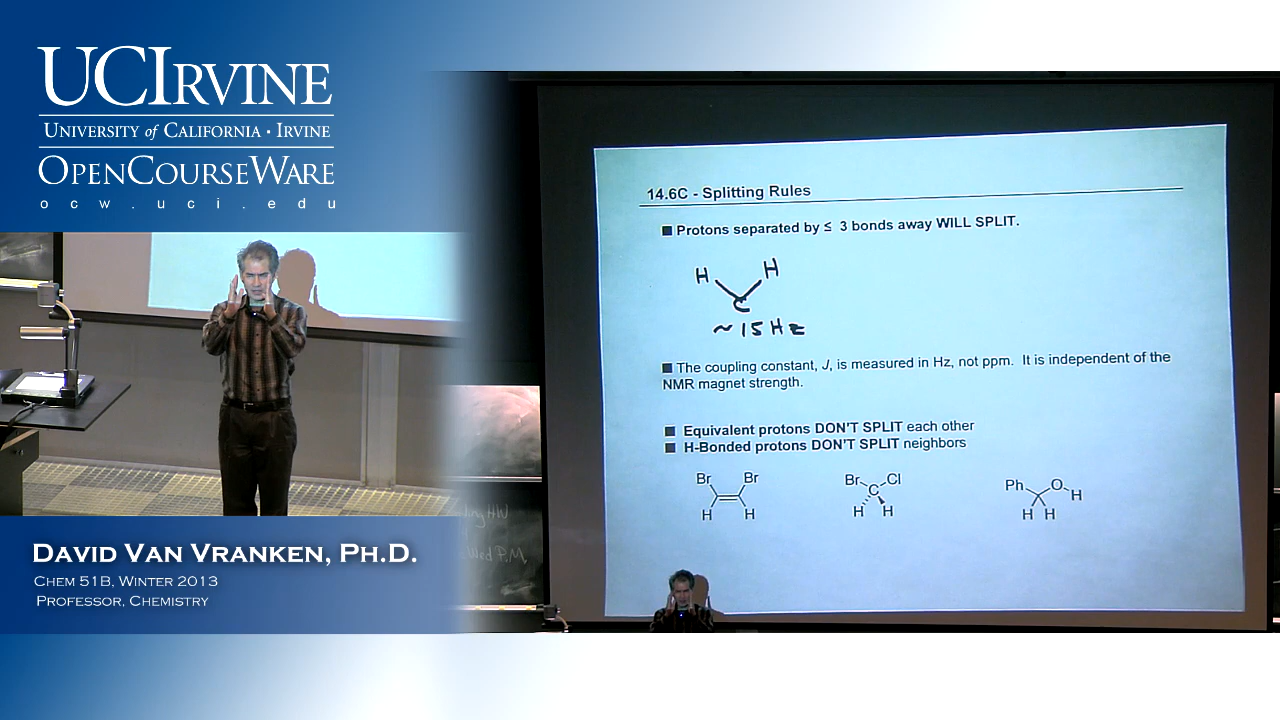 UCIRVINE
UNIVERSITY of CALIFORNIA · IRVINE
OPENCOURSEWARE
ocw.uci.edu
DAVID VAN VRANKEN, PH.D.
CHEM 51B, WINTER 2013
PROFESSOR, CHEMISTRY
14.6C - Splitting Rules
■ Protons separated by ≤ 3 bonds away WILL SPLIT.
H H
C
~15Hz
■ The coupling constant, J, is measured in Hz, not ppm. It is independent of the
NMR magnet strength.
■ Equivalent protons DON'T SPLIT each other
■ H-Bonded protons DON'T SPLIT neighbors
Br Br
H H
Br C Cl
H H
Ph O H
H H